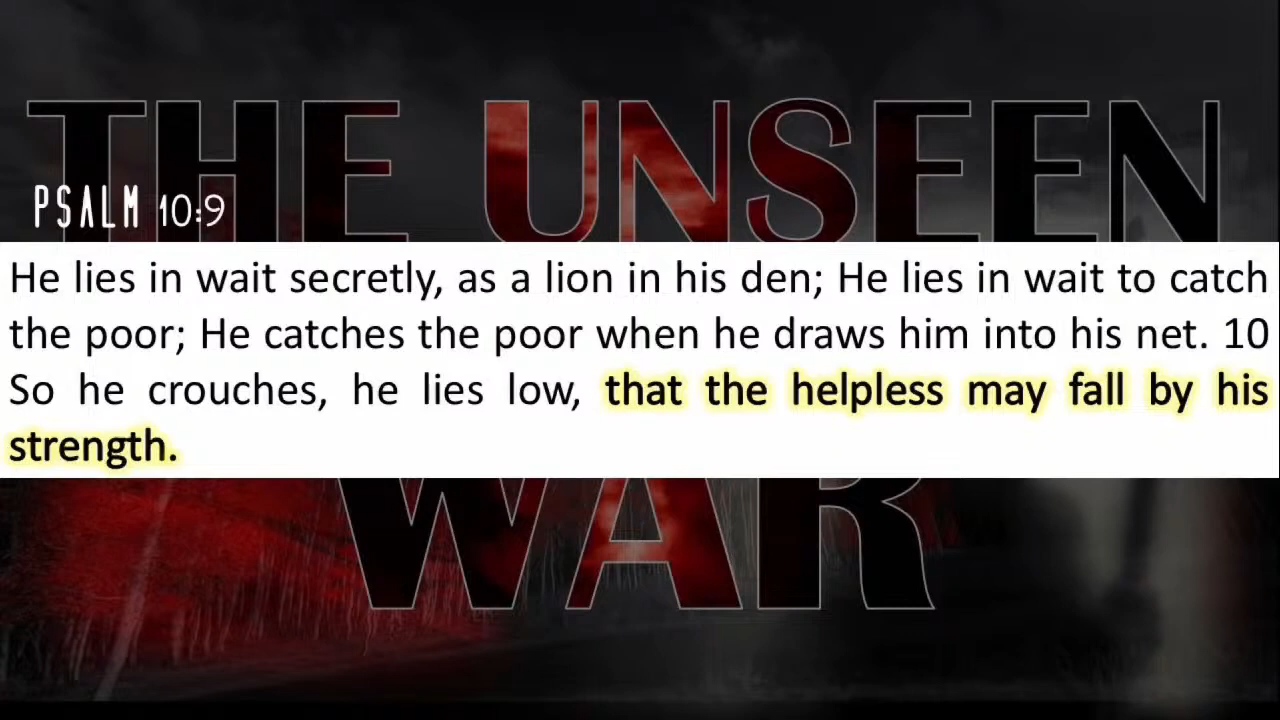 THE UNSEEN
PSALM 10:9
He lies in wait secretly, as a lion in his den; He lies in wait to catch
the poor; He catches the poor when he draws him into his net. 10
So he crouches, he lies low, that the helpless may fall by his
strength.
WAR